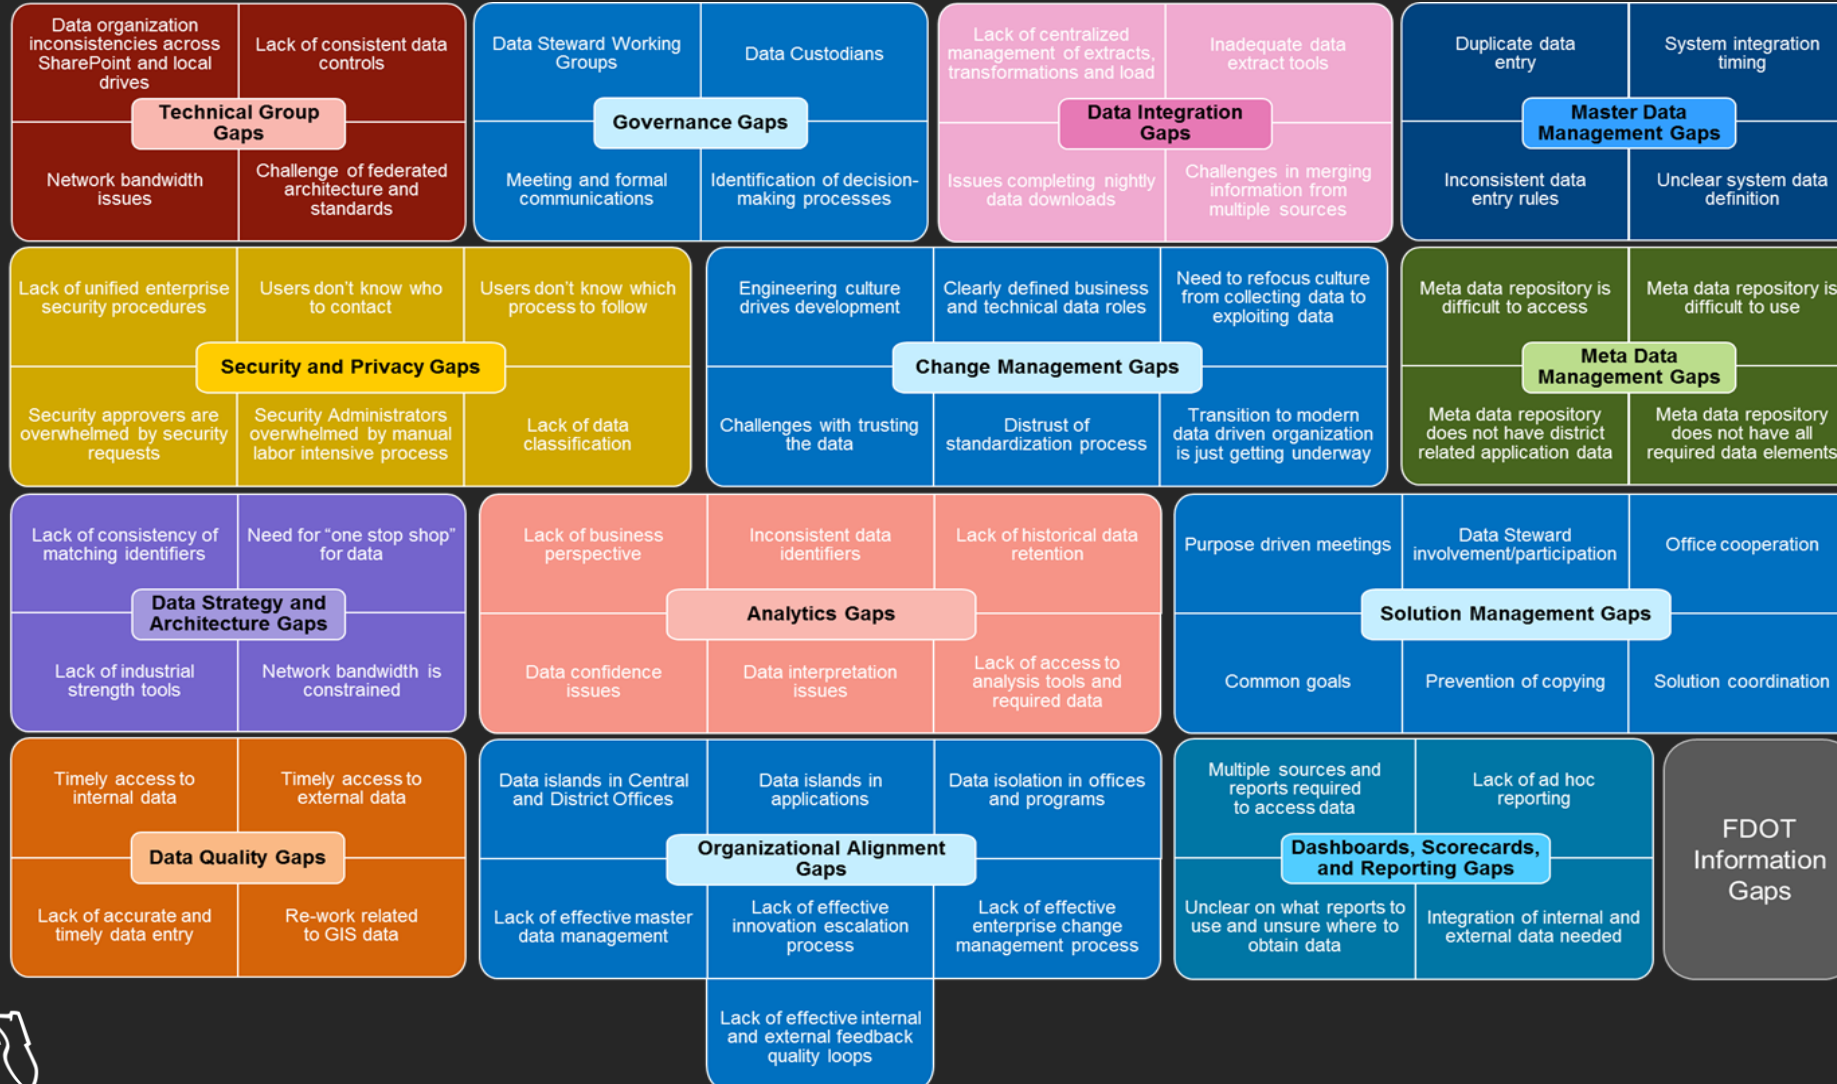 Data organization
inconsistencies across
SharePoint and local
drives
Lack of consistent data
controls
Technical Group
Gaps
Network bandwidth
issues
Challenge of federated
architecture and
standards
Data Steward Working
Groups
Data Custodians
Governance Gaps
Meeting and formal
communications
Identification of decision-
making processes
Lack of centralized
management of extracts,
transformations and load
Inadequate data
extract tools
Data Integration
Gaps
Issues completing nightly
data downloads
Challenges in merging
information from
multiple sources
Duplicate data
entry
System integration
timing
Master Data
Management Gaps
Inconsistent data
entry rules
Unclear system data
definition
Lack of unified enterprise
security procedures
Users don't know who
to contact
Users don't know which
process to follow
Security and Privacy Gaps
Security approvers are
overwhelmed by security
requests
Security Administrators
overwhelmed by manual
labor intensive process
Lack of data
classification
Engineering culture
drives development
Clearly defined business
and technical data roles
Need to refocus culture
from collecting data to
exploiting data
Change Management Gaps
Challenges with trusting
the data
Distrust of
standardization process
Transition to modern
data driven organization
is just getting underway
Meta data repository is
difficult to access
Meta data repository is
difficult to use
Meta Data
Management Gaps
Meta data repository
does not have district
related application data
Meta data repository
does not have all
required data elements
Lack of consistency of
matching identifiers
Need for “one stop shop”
for data
Data Strategy and
Architecture Gaps
Lack of industrial
strength tools
Network bandwidth is
constrained
Lack of business
perspective
Inconsistent data
identifiers
Lack of historical data
retention
Analytics Gaps
Data confidence
issues
Data interpretation
issues
Lack of access to
analysis tools and
required data
Purpose driven meetings
Data Steward
involvement/participation
Office cooperation
Solution Management Gaps
Common goals
Prevention of copying
Solution coordination
Timely access to
internal data
Timely access to
external data
Data Quality Gaps
Lack of accurate and
timely data entry
Re-work related
to GIS data
Data islands in Central
and District Offices
Data islands in
applications
Data isolation in offices
and programs
Organizational Alignment
Gaps
Lack of effective master
data management
Lack of effective
innovation escalation
process
Lack of effective
enterprise change
management process
Lack of effective internal
and external feedback
quality loops
Multiple sources and
reports required
to access data
Lack of ad hoc
reporting
Dashboards, Scorecards,
and Reporting Gaps
Unclear on what reports to
use and unsure where to
obtain data
Integration of internal and
external data needed
FDOT
Information
Gaps